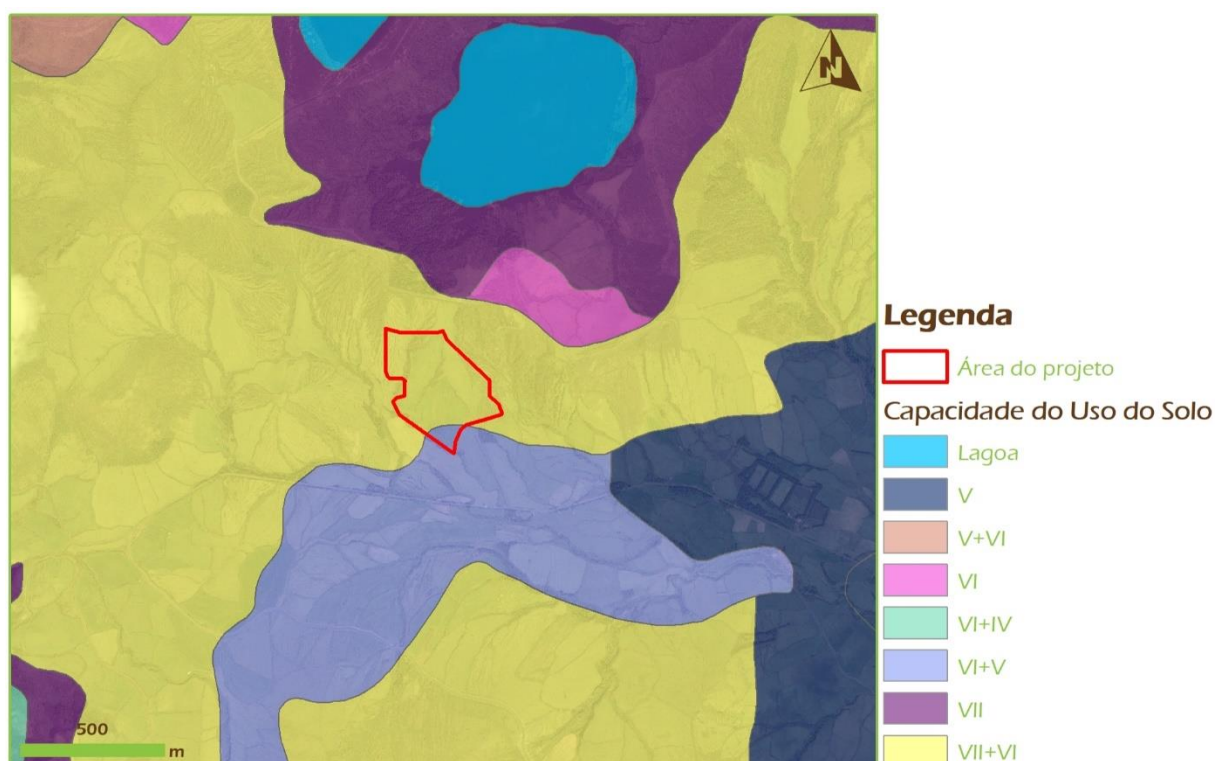 N
Legenda
Área do projeto
Capacidade do Uso do Solo
Lagoa
V
V+VI
VI
VI+IV
VI+V
VII
VII+VI
500
m